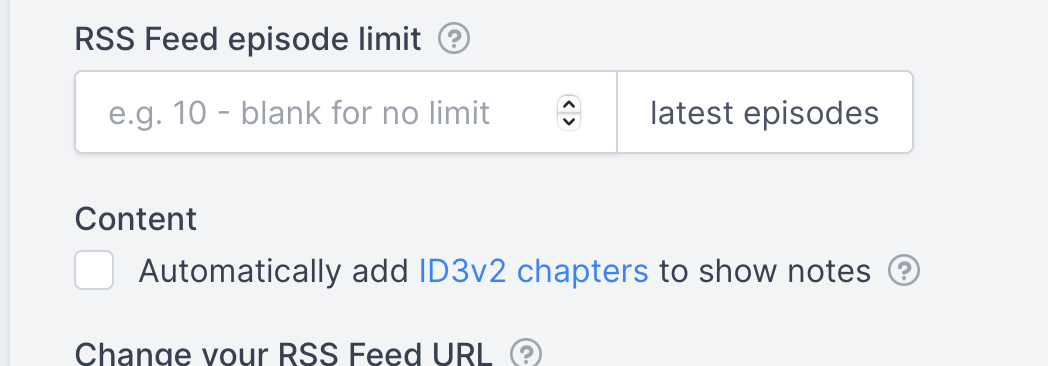 RSS Feed episode limit ?
e.g. 10 - blank for no limit latest episodes
Content
Automatically add ID3v2 chapters to show notes ?
Change your RSS Feed URL ?